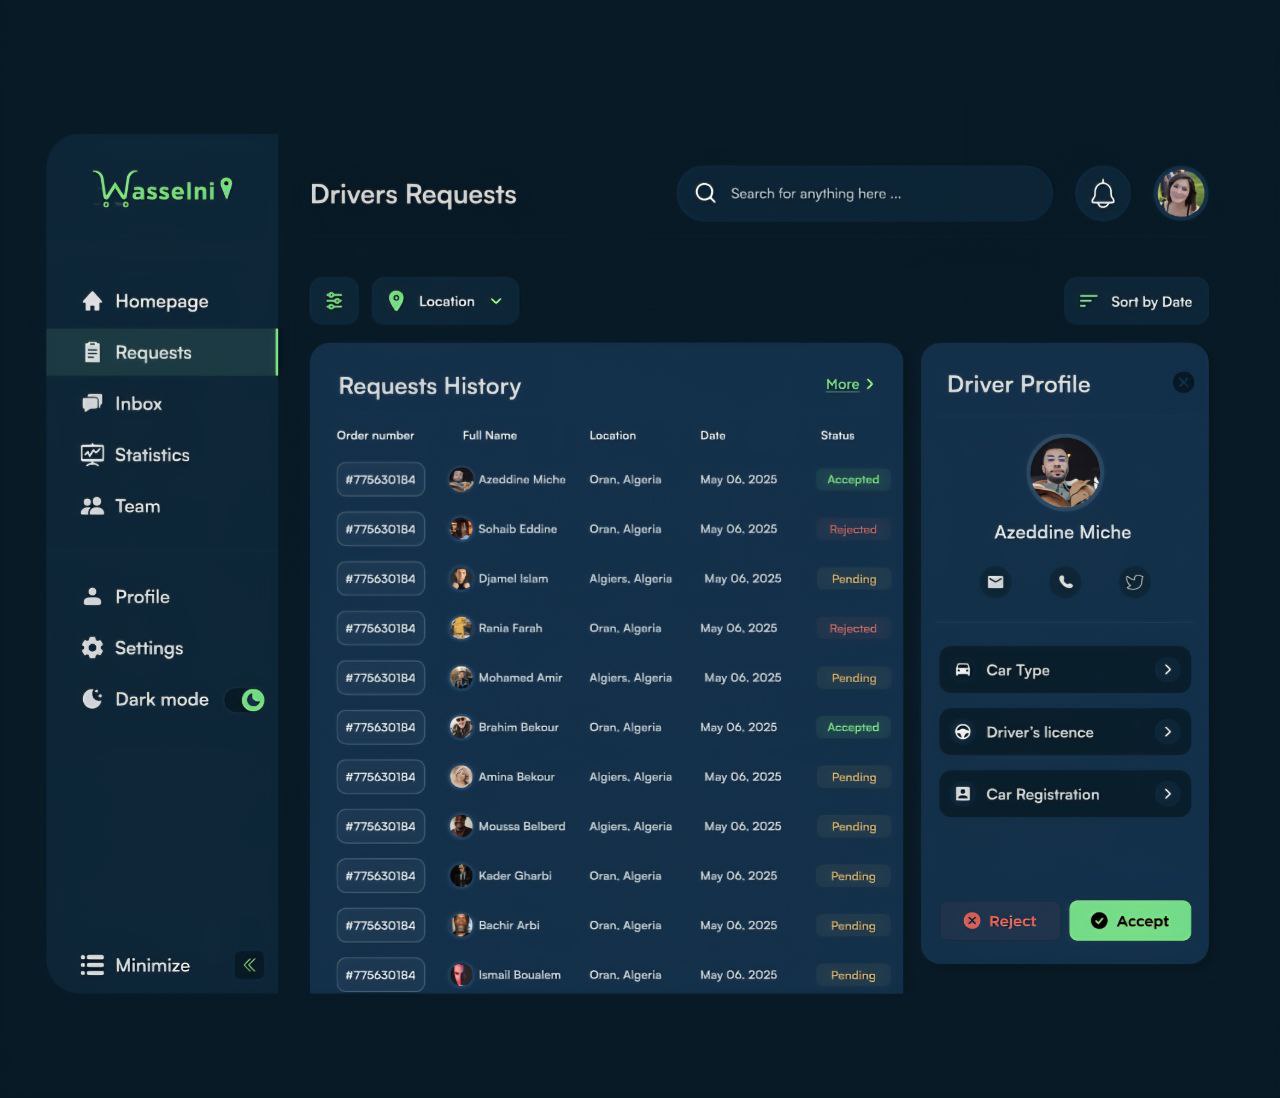 Wasselni
Drivers Requests
Search for anything here ...
Homepage
Requests
Inbox
Statistics
Team
Profile
Settings
Dark mode
Minimize
Location
Sort by Date
Requests History
More
Order number Full Name Location Date Status
#775630184 Azeddine Miche Oran, Algeria May 06, 2025 Accepted
#775630184 Sohaib Eddine Oran, Algeria May 06, 2025 Rejected
#775630184 Djamel Islam Algiers, Algeria May 06, 2025 Pending
#775630184 Rania Farah Oran, Algeria May 06, 2025 Rejected
#775630184 Mohamed Amir Algiers, Algeria May 06, 2025 Pending
#775630184 Brahim Bekour Oran, Algeria May 06, 2025 Accepted
#775630184 Amina Bekour Algiers, Algeria May 06, 2025 Pending
#775630184 Moussa Belberd Algiers, Algeria May 06, 2025 Pending
#775630184 Kader Gharbi Oran, Algeria May 06, 2025 Pending
#775630184 Bachir Arbi Oran, Algeria May 06, 2025 Pending
#775630184 Ismail Boualem Oran, Algeria May 06, 2025 Pending
Driver Profile
Azeddine Miche
Car Type
Driver's licence
Car Registration
Reject
Accept